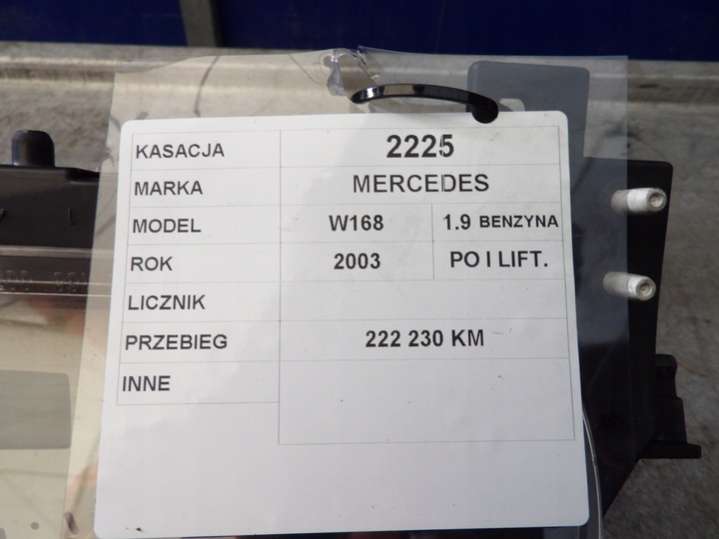 KASACJA 2225
MARKA MERCEDES
MODEL W168 1.9 BENZYNA
ROK 2003 PO I LIFT.
LICZNIK
PRZEBIEG 222 230 KM
INNE